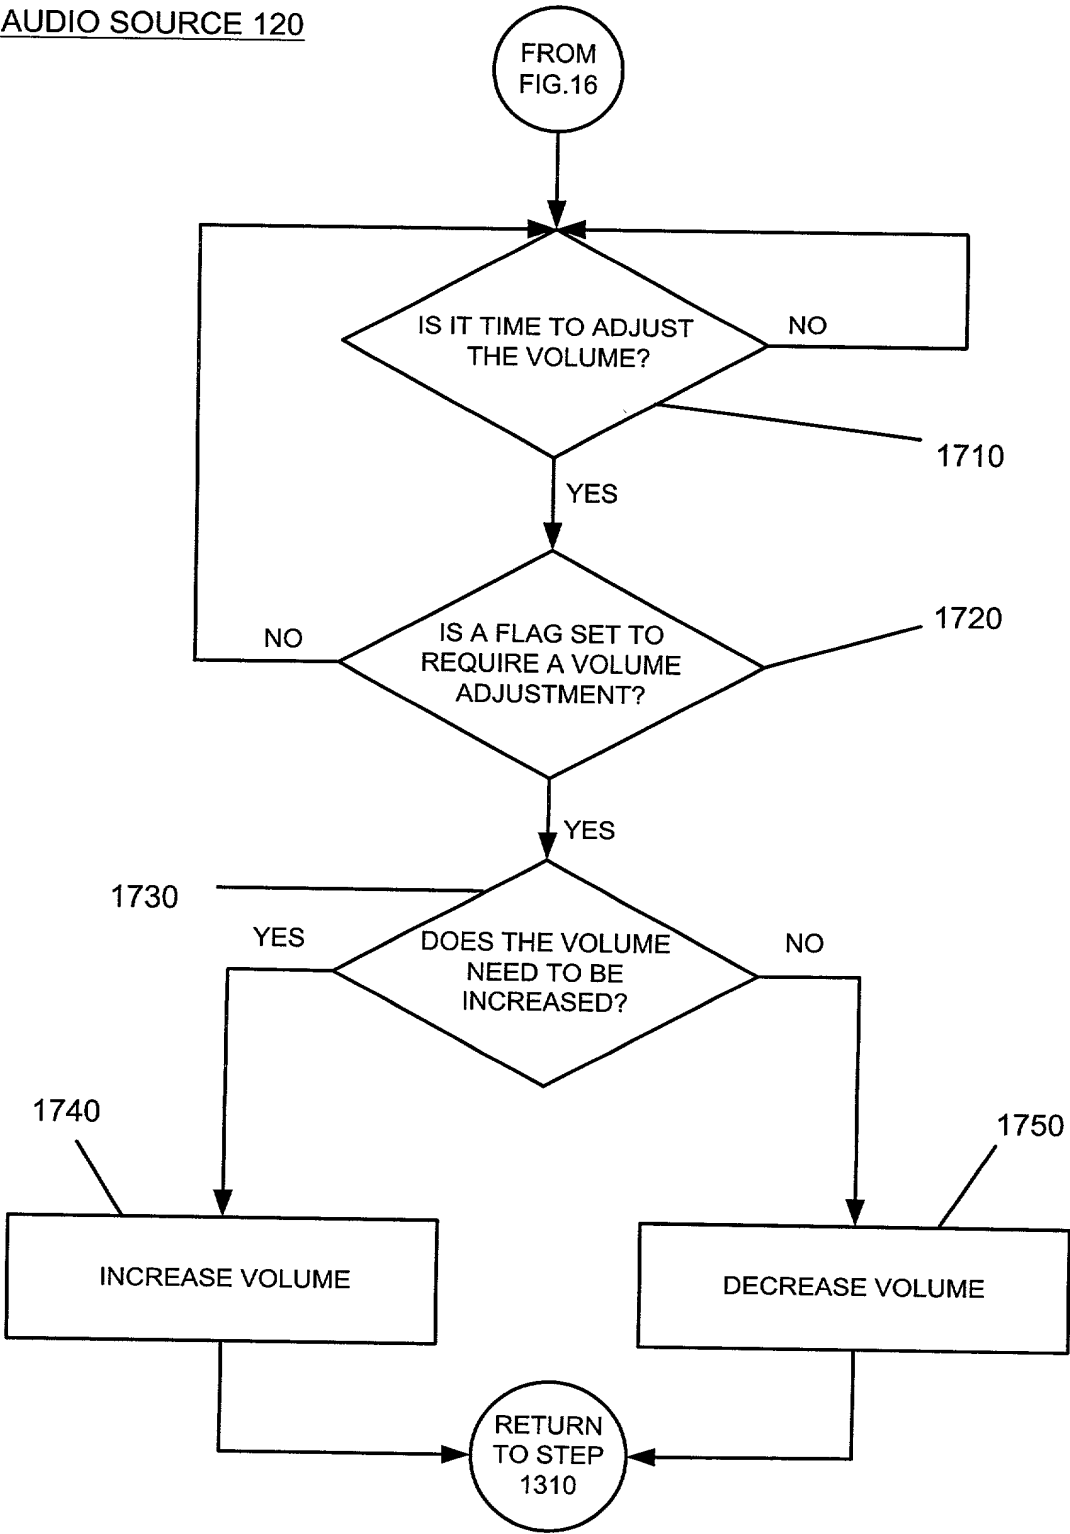 AUDIO SOURCE 120
FROM
FIG.16
IS IT TIME TO ADJUST
THE VOLUME?
NO
1710
YES
IS A FLAG SET TO
REQUIRE A VOLUME
ADJUSTMENT?
NO
1720
YES
1730
YES
DOES THE VOLUME
NEED TO BE
INCREASED?
NO
1740
1750
INCREASE VOLUME
DECREASE VOLUME
RETURN
TO STEP
1310